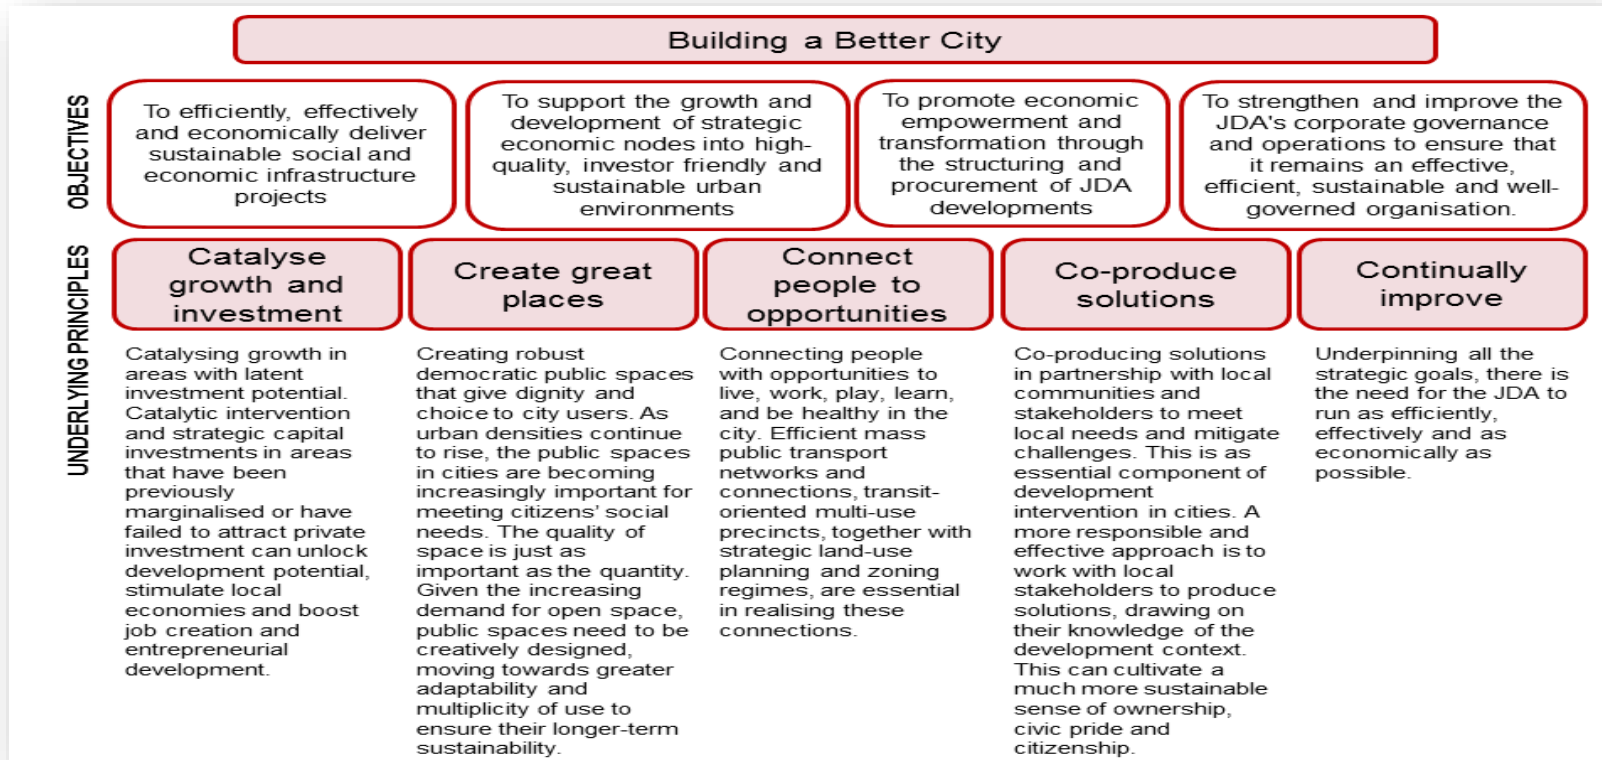 Building a Better City
OBJECTIVES
To efficiently, effectively
and economically deliver
sustainable social and
economic infrastructure
projects
To support the growth and
development of strategic
economic nodes into high-
quality, investor friendly and
sustainable urban
environments
To promote economic
empowerment and
transformation through
the structuring and
procurement of JDA
developments
To strengthen and improve the
JDA's corporate governance
and operations to ensure that
it remains an effective,
efficient, sustainable and well-
governed organisation.
UNDERLYING PRINCIPLES
Catalyse
growth and
investment
Catalysing growth in
areas with latent
investment potential.
Catalytic intervention
and strategic capital
investments in areas
that have been
previously
marginalised or have
failed to attract private
investment can unlock
development potential,
stimulate local
economies and boost
job creation and
entrepreneurial
development.
Create great
places
Creating robust
democratic public spaces
that give dignity and
choice to city users. As
urban densities continue
to rise, the public spaces
in cities are becoming
increasingly important for
meeting citizens' social
needs. The quality of
space is just as
important as the quantity.
Given the increasing
demand for open space,
public spaces need to be
creatively designed,
moving towards greater
adaptability and
multiplicity of use to
ensure their longer-term
sustainability.
Connect
people to
opportunities
Connecting people
with opportunities to
live, work, play, learn,
and be healthy in the
city. Efficient mass
public transport
networks and
connections, transit-
oriented multi-use
precincts, together with
strategic land-use
planning and zoning
regimes, are essential
in realising these
connections.
Co-produce
solutions
Co-producing solutions
in partnership with local
communities and
stakeholders to meet
local needs and mitigate
challenges. This is as
essential component of
development
intervention in cities. A
more responsible and
effective approach is to
work with local
stakeholders to produce
solutions, drawing on
their knowledge of the
development context.
This can cultivate a
much more sustainable
sense of ownership,
civic pride and
citizenship.
Continually
improve
Underpinning all the
strategic goals, there is
the need for the JDA to
run as efficiently,
effectively and as
economically as
possible.